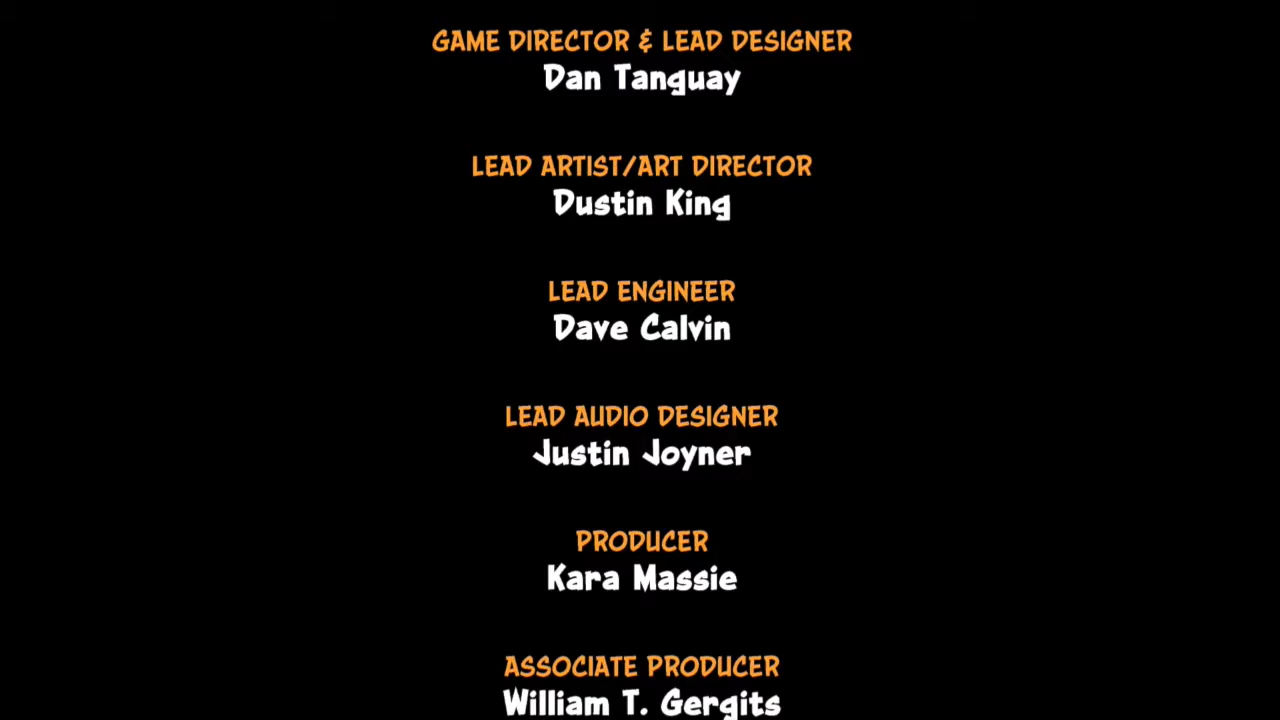 GAME DIRECTOR & LEAD DESIGNER
Dan Tanguay
LEAD ARTIST/ART DIRECTOR
Dustin King
LEAD ENGINEER
Dave Calvin
LEAD AUDIO DESIGNER
Justin Joyner
PRODUCER
Kara Massie
ASSOCIATE PRODUCER
William T. Gergits